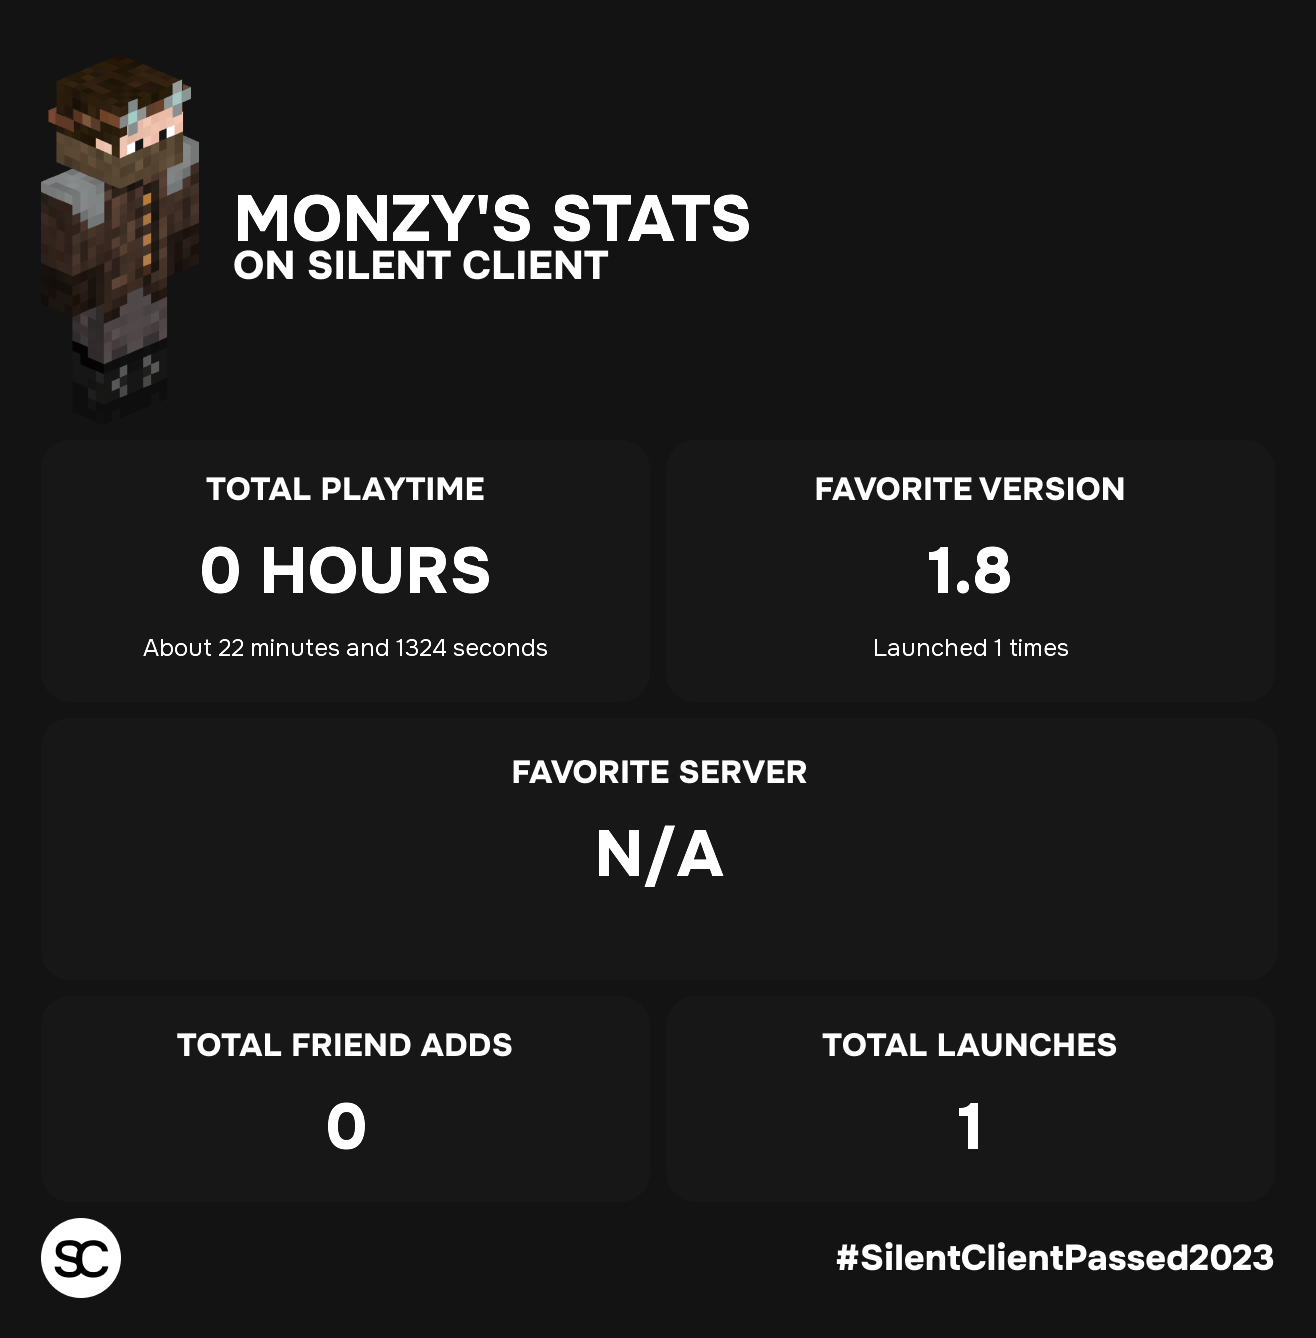 MONZY'S STATS
ON SILENT CLIENT
TOTAL PLAYTIME
0 HOURS
About 22 minutes and 1324 seconds
FAVORITE VERSION
1.8
Launched 1 times
FAVORITE SERVER
N/A
TOTAL FRIEND ADDS
0
TOTAL LAUNCHES
1
SC
#SilentClientPassed2023